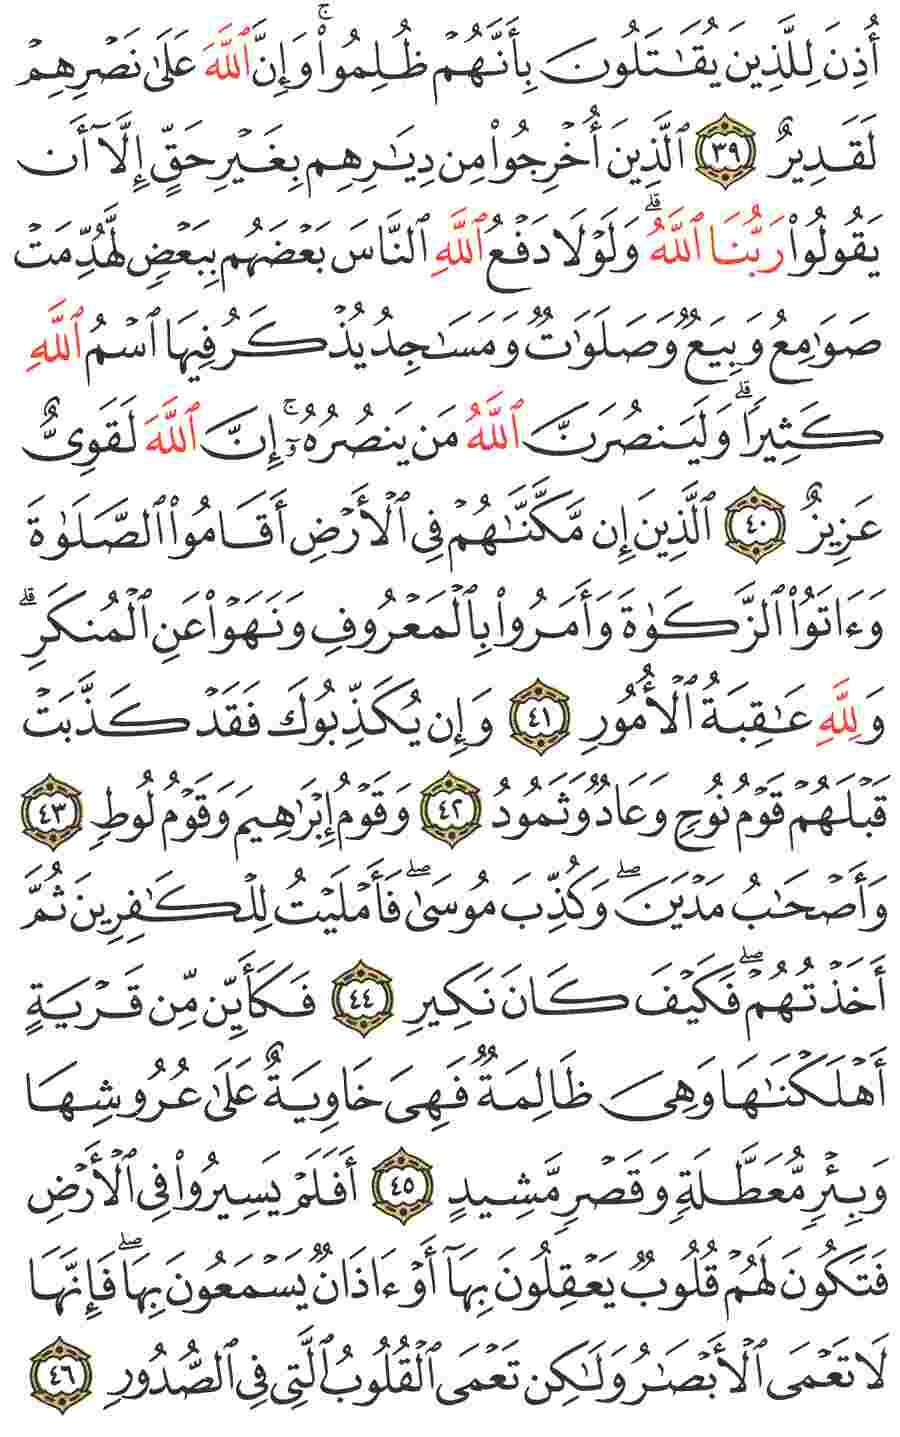 أُذِنَ لِلَّذِينَ يُقَٰتَلُونَ بِأَنَّهُمْ ظُلِمُوا۟ ۚ وَإِنَّ ٱللَّهَ عَلَىٰ نَصْرِهِمْ
لَقَدِيرٌ ٣٩ ٱلَّذِينَ أُخْرِجُوا۟ مِن دِيَٰرِهِم بِغَيْرِ حَقٍّ إِلَّآ أَن
يَقُولُوا۟ رَبُّنَا ٱللَّهُ ۗ وَلَوْلَا دَفْعُ ٱللَّهِ ٱلنَّاسَ بَعْضَهُم بِبَعْضٍ لَّهُدِّمَتْ
صَوَٰمِعُ وَبِيَعٌ وَصَلَوَٰتٌ وَمَسَٰجِدُ يُذْكَرُ فِيهَا ٱسْمُ ٱللَّهِ
كَثِيرًا ۗ وَلَيَنصُرَنَّ ٱللَّهُ مَن يَنصُرُهُۥٓ ۚ إِنَّ ٱللَّهَ لَقَوِىٌّ
عَزِيزٌ ٤٠ ٱلَّذِينَ إِن مَّكَّنَّٰهُمْ فِى ٱلْأَرْضِ أَقَامُوا۟ ٱلصَّلَوٰةَ
وَءَاتَوُا۟ ٱلزَّكَوٰةَ وَأَمَرُوا۟ بِٱلْمَعْرُوفِ وَنَهَوْا۟ عَنِ ٱلْمُنكَرِ ۗ
وَلِلَّهِ عَٰقِبَةُ ٱلْأُمُورِ ٤١ وَإِن يُكَذِّبُوكَ فَقَدْ كَذَّبَتْ
قَبْلَهُمْ قَوْمُ نُوحٍ وَعَادٌ وَثَمُودُ ٤٢ وَقَوْمُ إِبْرَٰهِيمَ وَقَوْمُ لُوطٍ ٤٣
وَأَصْحَٰبُ مَدْيَنَ ۖ وَكُذِّبَ مُوسَىٰ ۖ فَأَمْلَيْتُ لِلْكَٰفِرِينَ ثُمَّ
أَخَذْتُهُمْ ۖ فَكَيْفَ كَانَ نَكِيرِ ٤٤ فَكَأَيِّن مِّن قَرْيَةٍ
أَهْلَكْنَٰهَا وَهِىَ ظَالِمَةٌ فَهِىَ خَاوِيَةٌ عَلَىٰ عُرُوشِهَا
وَبِئْرٍ مُّعَطَّلَةٍ وَقَصْرٍ مَّشِيدٍ ٤٥ أَفَلَمْ يَسِيرُوا۟ فِى ٱلْأَرْضِ
فَتَكُونَ لَهُمْ قُلُوبٌ يَعْقِلُونَ بِهَآ أَوْ ءَاذَانٌ يَسْمَعُونَ بِهَا ۖ فَإِنَّهَا
لَا تَعْمَى ٱلْأَبْصَٰرُ وَلَٰكِن تَعْمَى ٱلْقُلُوبُ ٱلَّتِى فِى ٱلصُّدُورِ ٤٦